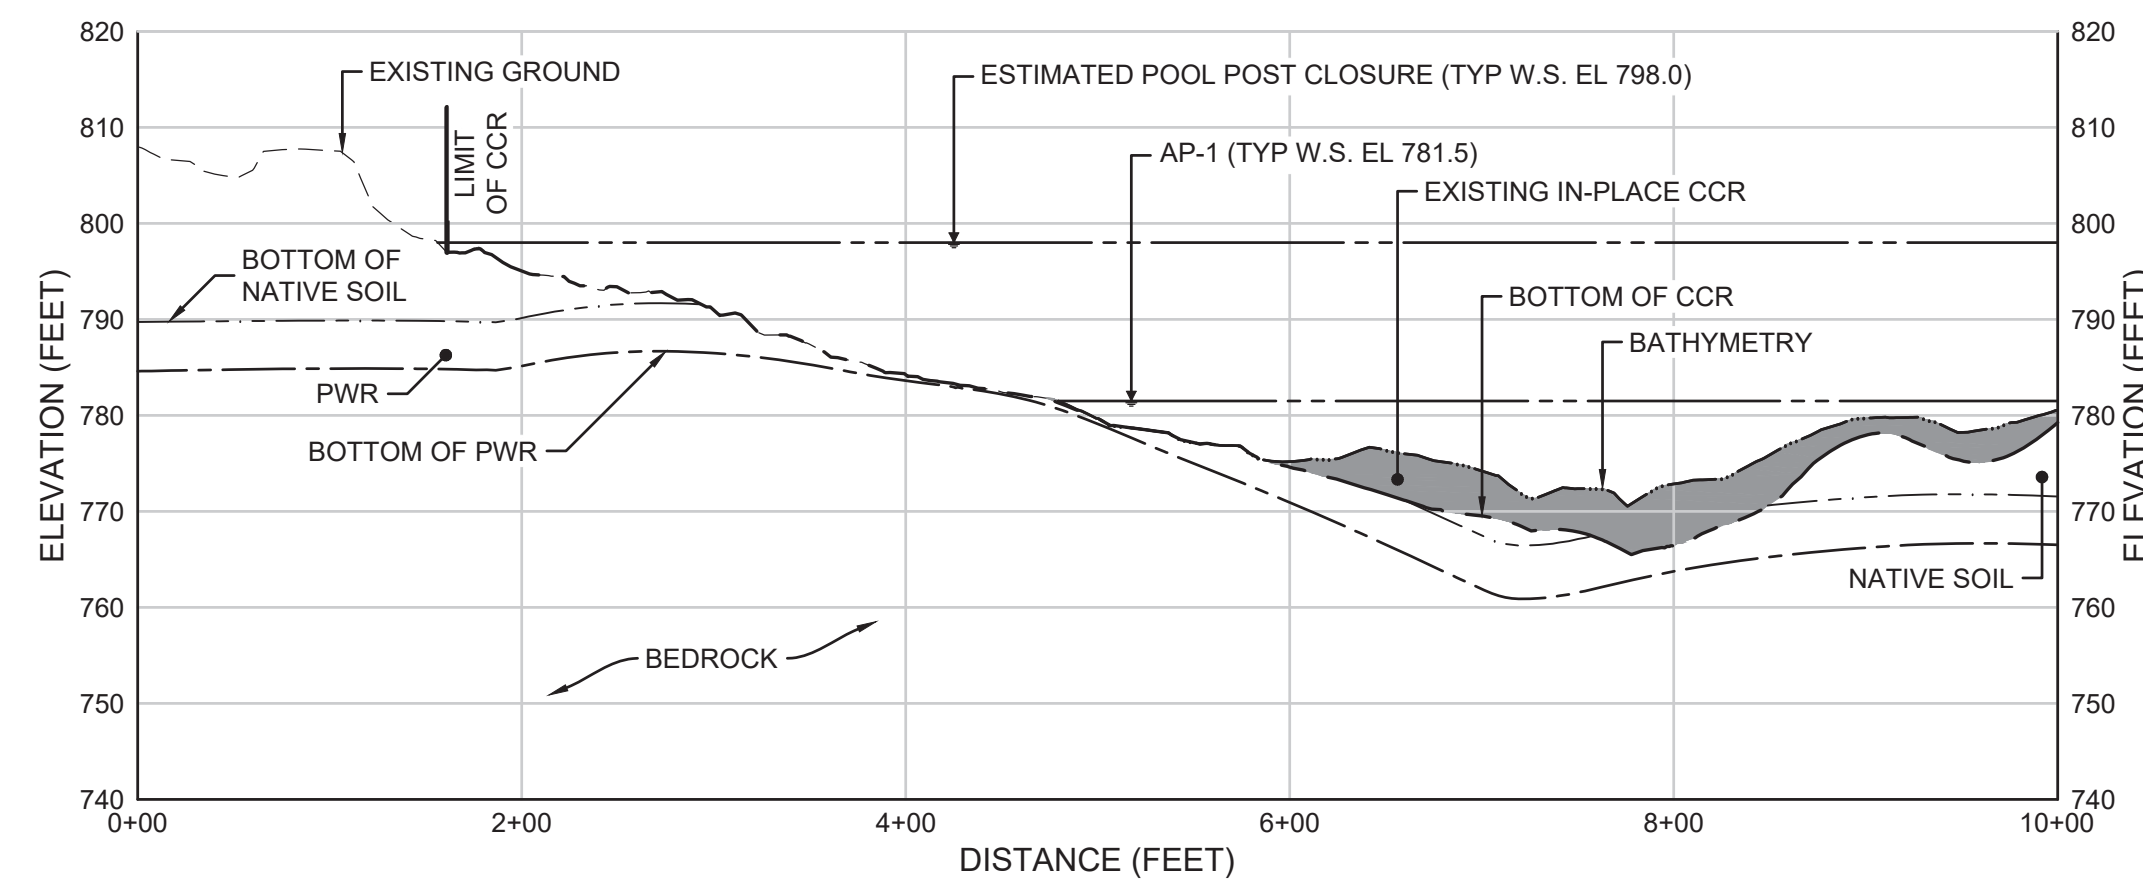 820
810
800
790
780
770
760
750
740
ELEVATION (FEET)
EXISTING GROUND
LIMIT
OF CCR
ESTIMATED POOL POST CLOSURE (TYP W.S. EL 798.0)
AP-1 (TYP W.S. EL 781.5)
EXISTING IN-PLACE CCR
BOTTOM OF
NATIVE SOIL
BOTTOM OF CCR
BATHYMETRY
PWR
BOTTOM OF PWR
NATIVE SOIL
BEDROCK
820
810
800
790
780
770
760
750
740
ELEVATION (FEET)
0+00
2+00
4+00
6+00
8+00
10+00
DISTANCE (FEET)